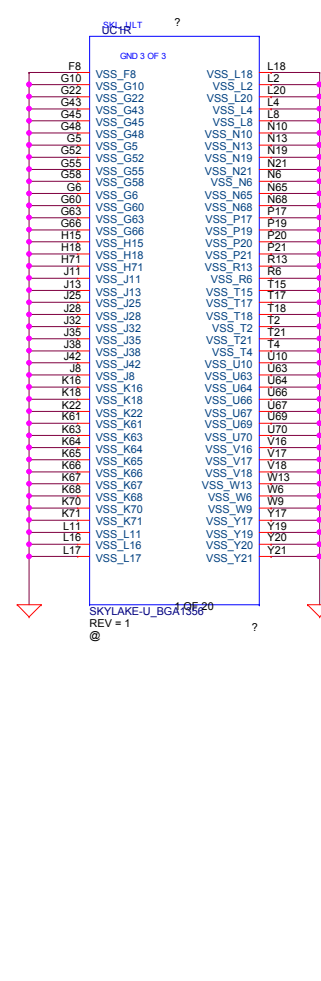 SKL_ULT
?
UC1R
GND 3 OF 3
F8 VSS_F8 VSS_L18 L18
G10 VSS_G10 VSS_L2 L2
G22 VSS_G22 VSS_L20 L20
G43 VSS_G43 VSS_L4 L4
G45 VSS_G45 VSS_L8 L8
G48 VSS_G48 VSS_N10 N10
G5 VSS_G5 VSS_N13 N13
G52 VSS_G52 VSS_N19 N19
G55 VSS_G55 VSS_N21 N21
G58 VSS_G58 VSS_N6 N6
G6 VSS_G6 VSS_N65 N65
G60 VSS_G60 VSS_N68 N68
G63 VSS_G63 VSS_P17 P17
G66 VSS_G66 VSS_P19 P19
H15 VSS_H15 VSS_P20 P20
H18 VSS_H18 VSS_P21 P21
H71 VSS_H71 VSS_R13 R13
J11 VSS_J11 VSS_R6 R6
J13 VSS_J13 VSS_T15 T15
J25 VSS_J25 VSS_T17 T17
J28 VSS_J28 VSS_T18 T18
J32 VSS_J32 VSS_T2 T2
J35 VSS_J35 VSS_T21 T21
J38 VSS_J38 VSS_T4 T4
J42 VSS_J42 VSS_U10 U10
J8 VSS_J8 VSS_U63 U63
K16 VSS_K16 VSS_U64 U64
K18 VSS_K18 VSS_U66 U66
K22 VSS_K22 VSS_U67 U67
K61 VSS_K61 VSS_U69 U69
K63 VSS_K63 VSS_U70 U70
K64 VSS_K64 VSS_V16 V16
K65 VSS_K65 VSS_V17 V17
K66 VSS_K66 VSS_V18 V18
K67 VSS_K67 VSS_W13 W13
K68 VSS_K68 VSS_W6 W6
K70 VSS_K70 VSS_W9 W9
K71 VSS_K71 VSS_Y17 Y17
L11 VSS_L11 VSS_Y19 Y19
L16 VSS_L16 VSS_Y20 Y20
L17 VSS_L17 VSS_Y21 Y21
1 OF 20
SKYLAKE-U_BGA1356
REV = 1
?
@